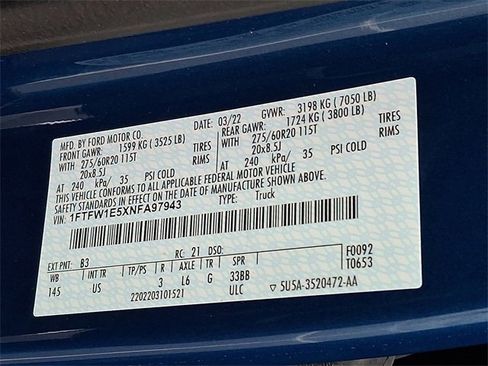 MFD. BY FORD MOTOR CO. DATE: 03/22 GVWR: 3198 KG ( 7050 LB)
FRONT GAWR: 1599 KG ( 3525 LB) REAR GAWR: 1724 KG ( 3800 LB)
WITH 275/60R20 115T TIRES WITH 275/60R20 115T TIRES
20x8.5J RIMS 20x8.5J RIMS
AT 240 kPa/ 35 PSI COLD AT 240 kPa/ 35 PSI COLD
THIS VEHICLE CONFORMS TO ALL APPLICABLE FEDERAL MOTOR VEHICLE
SAFETY STANDARDS IN EFFECT ON THE DATE OF MANUFACTURE SHOWN ABOVE.
VIN: 1FTFW1E5XNFA97943 TYPE: Truck
EXT PNT: B3 RC: 21 DSO: F0092
WB INT TR TP/PS R AXLE TR SPR T0653
145 US 3 L6 G 33BB
2202203101521 ULC ▽ 5U5A-3520472-AA